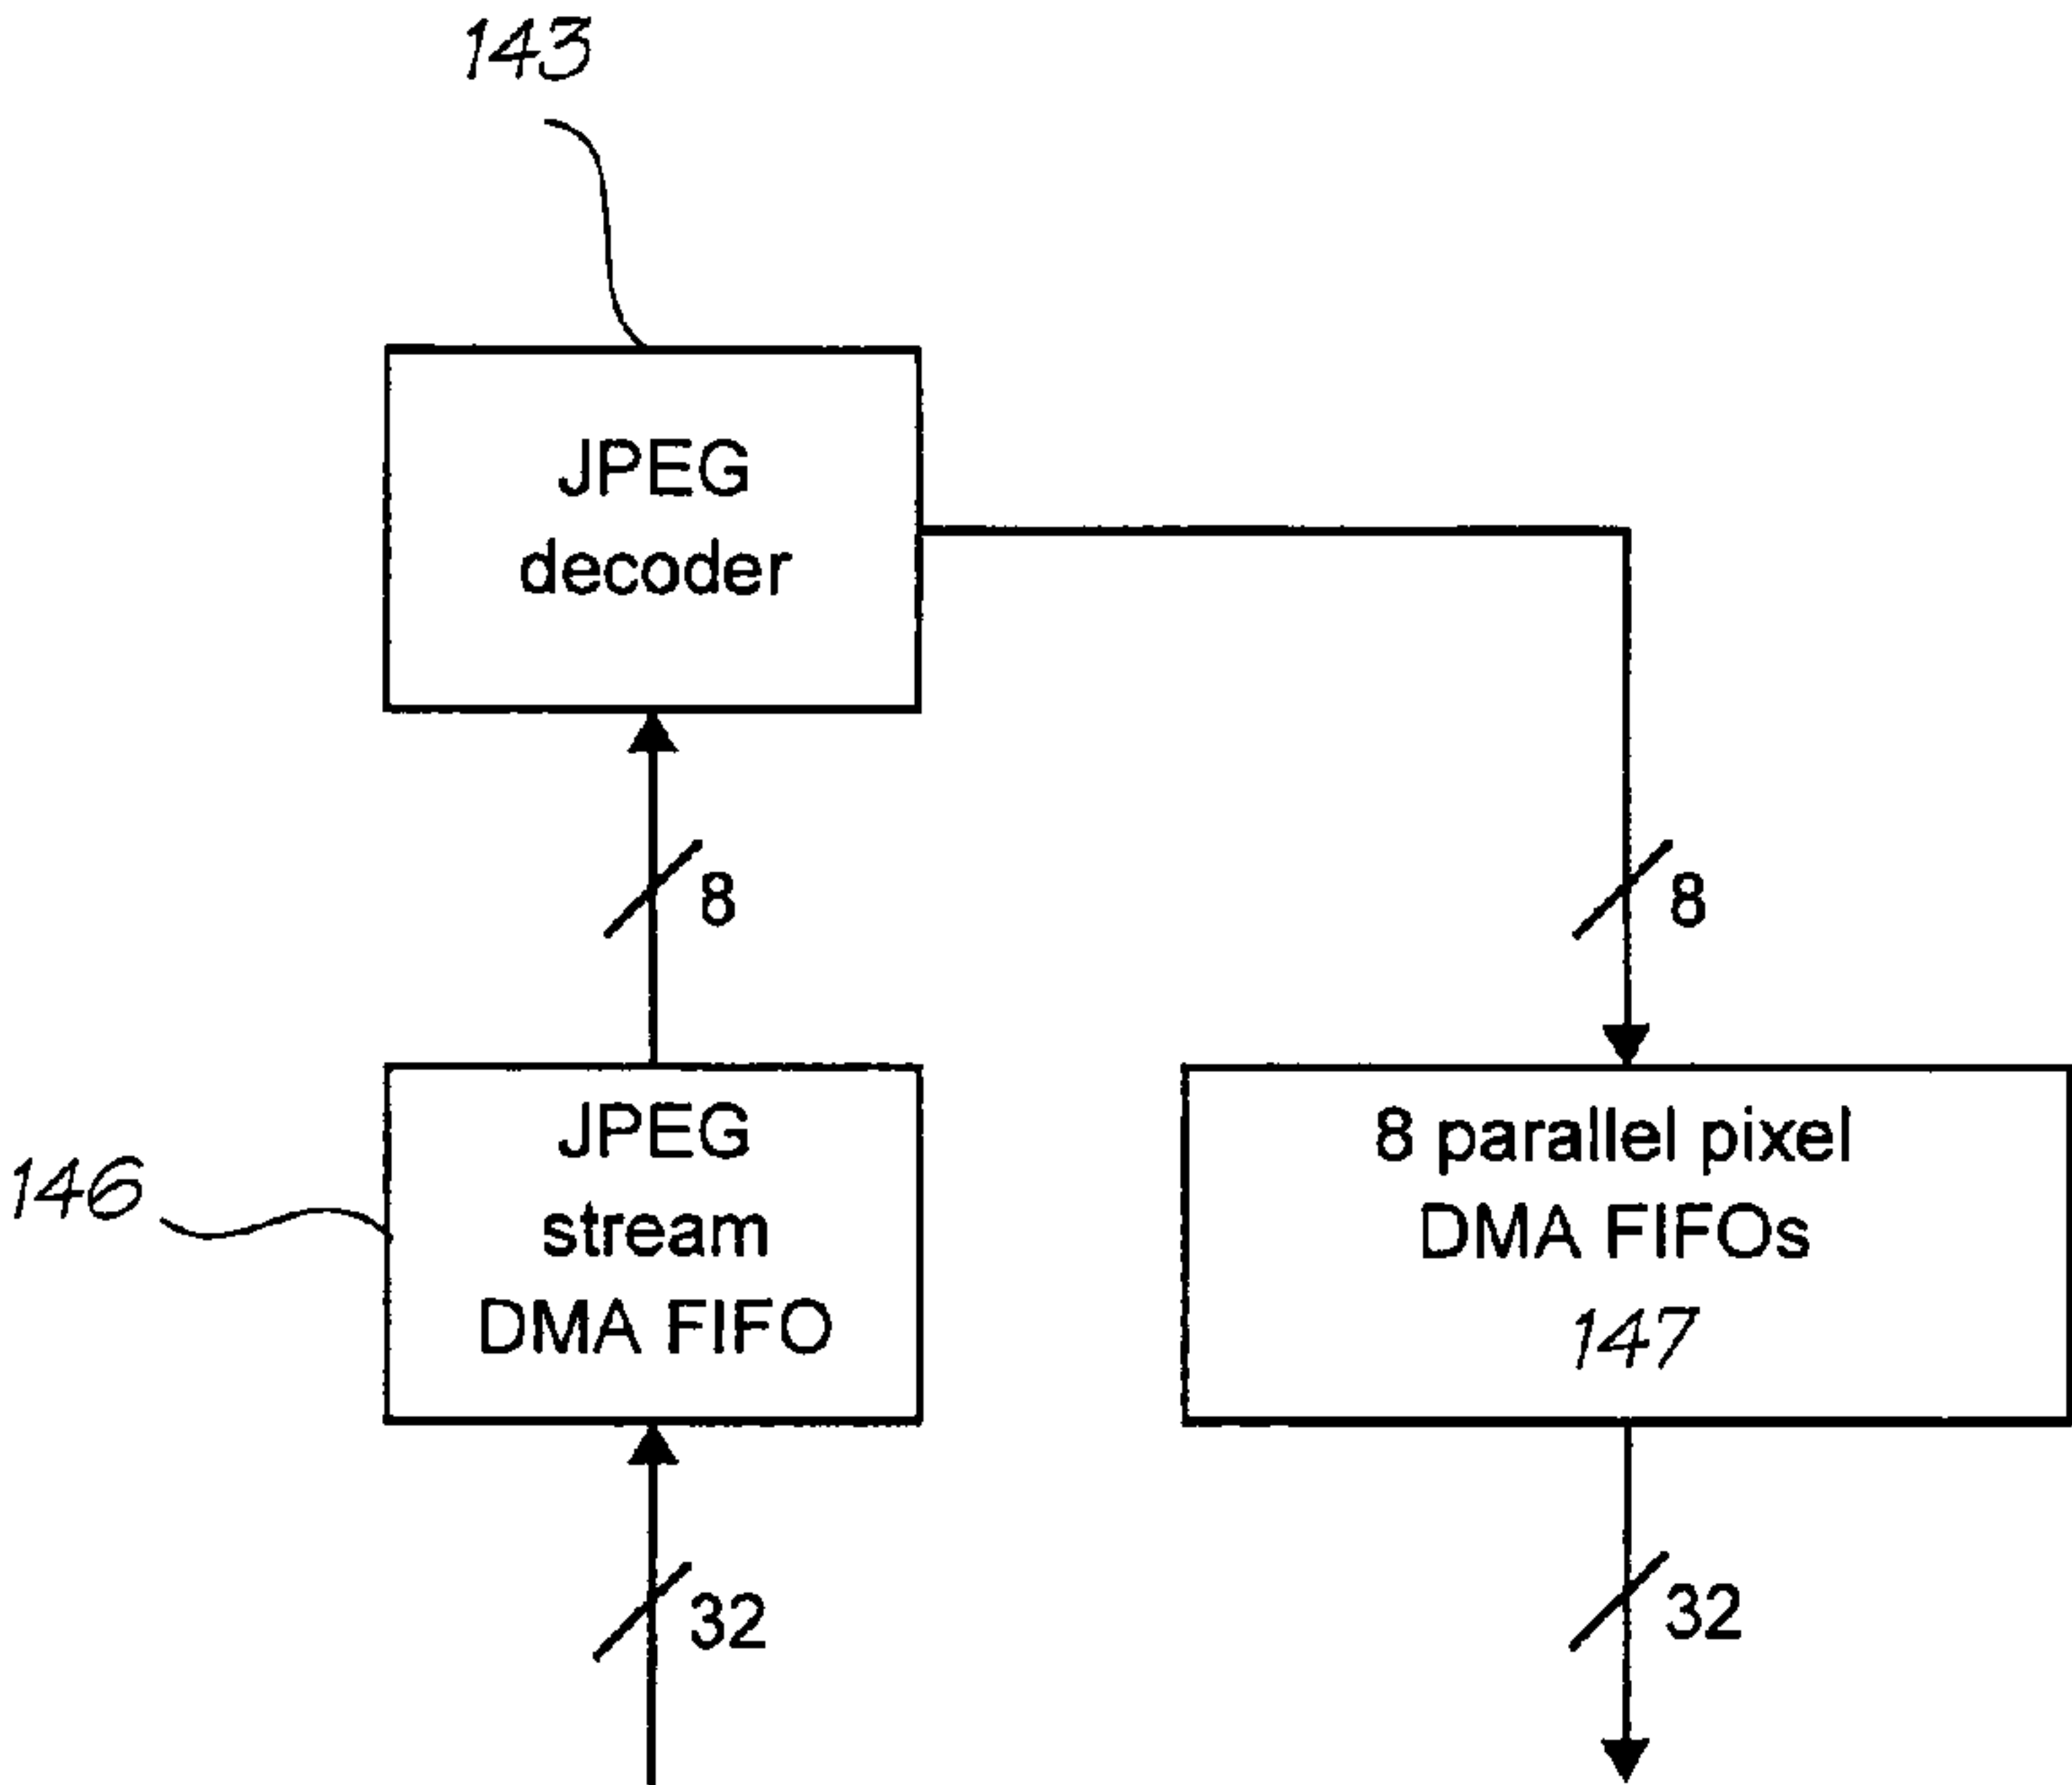 143
JPEG
decoder
8
8
146
JPEG
stream
DMA FIFO
8 parallel pixel
DMA FIFOs
147
32
32